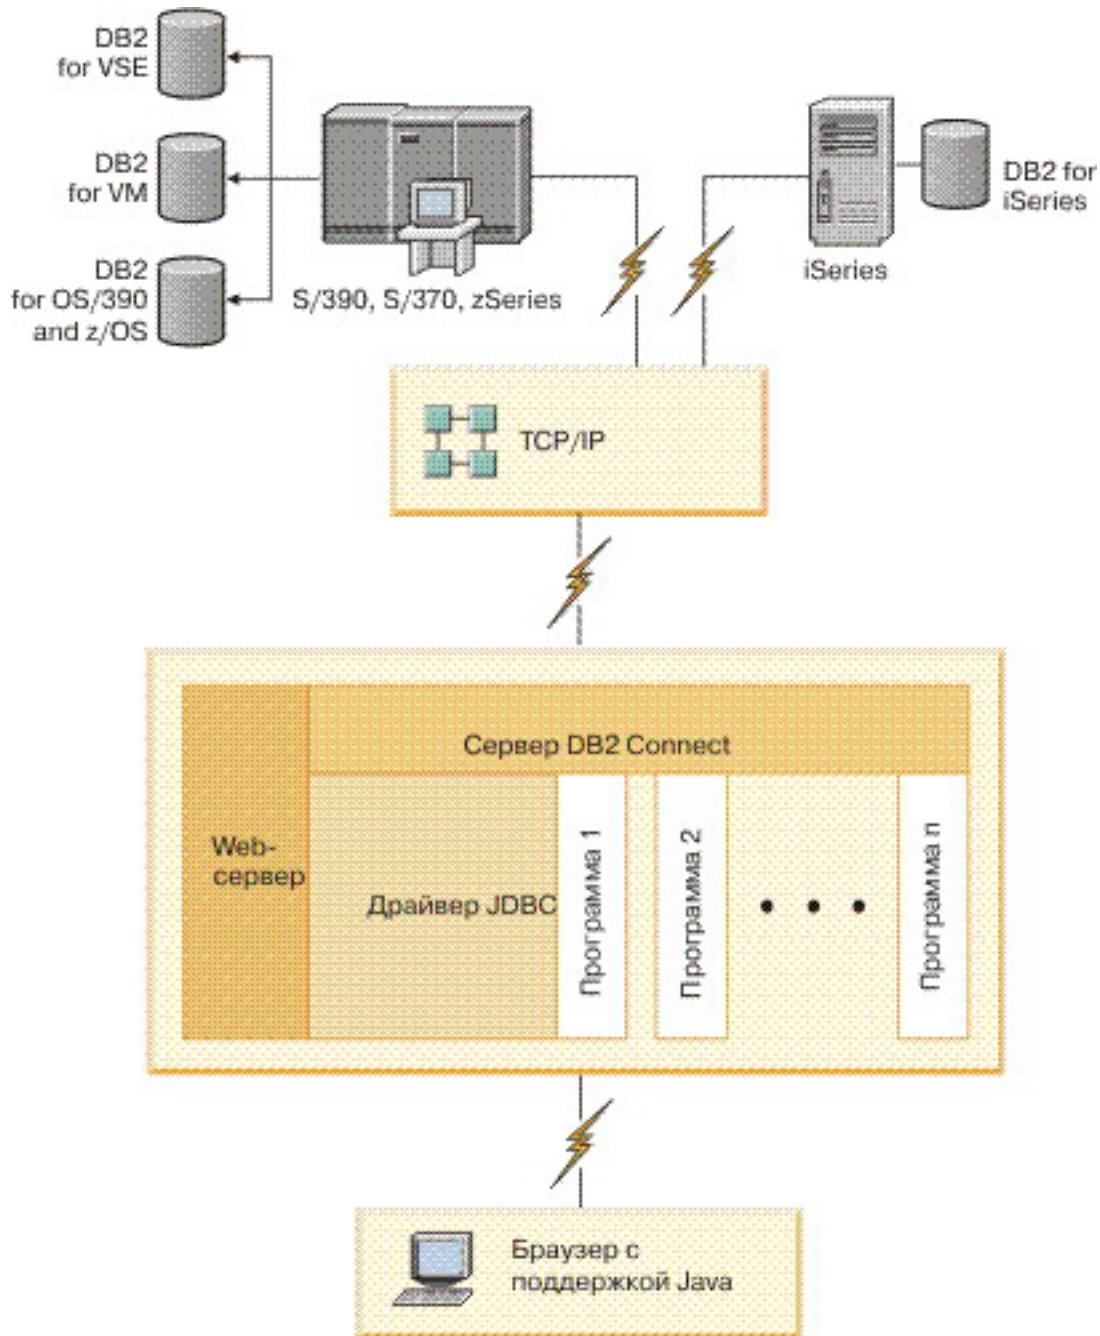 DB2
for VSE
DB2
for VM
DB2
for OS/390
and z/OS
S/390, S/370, zSeries
iSeries
DB2 for
iSeries
TCP/IP
Сервер DB2 Connect
Web-
сервер
Драйвер JDBC
Программа 1
Программа 2
Программа n
Браузер с
поддержкой Java